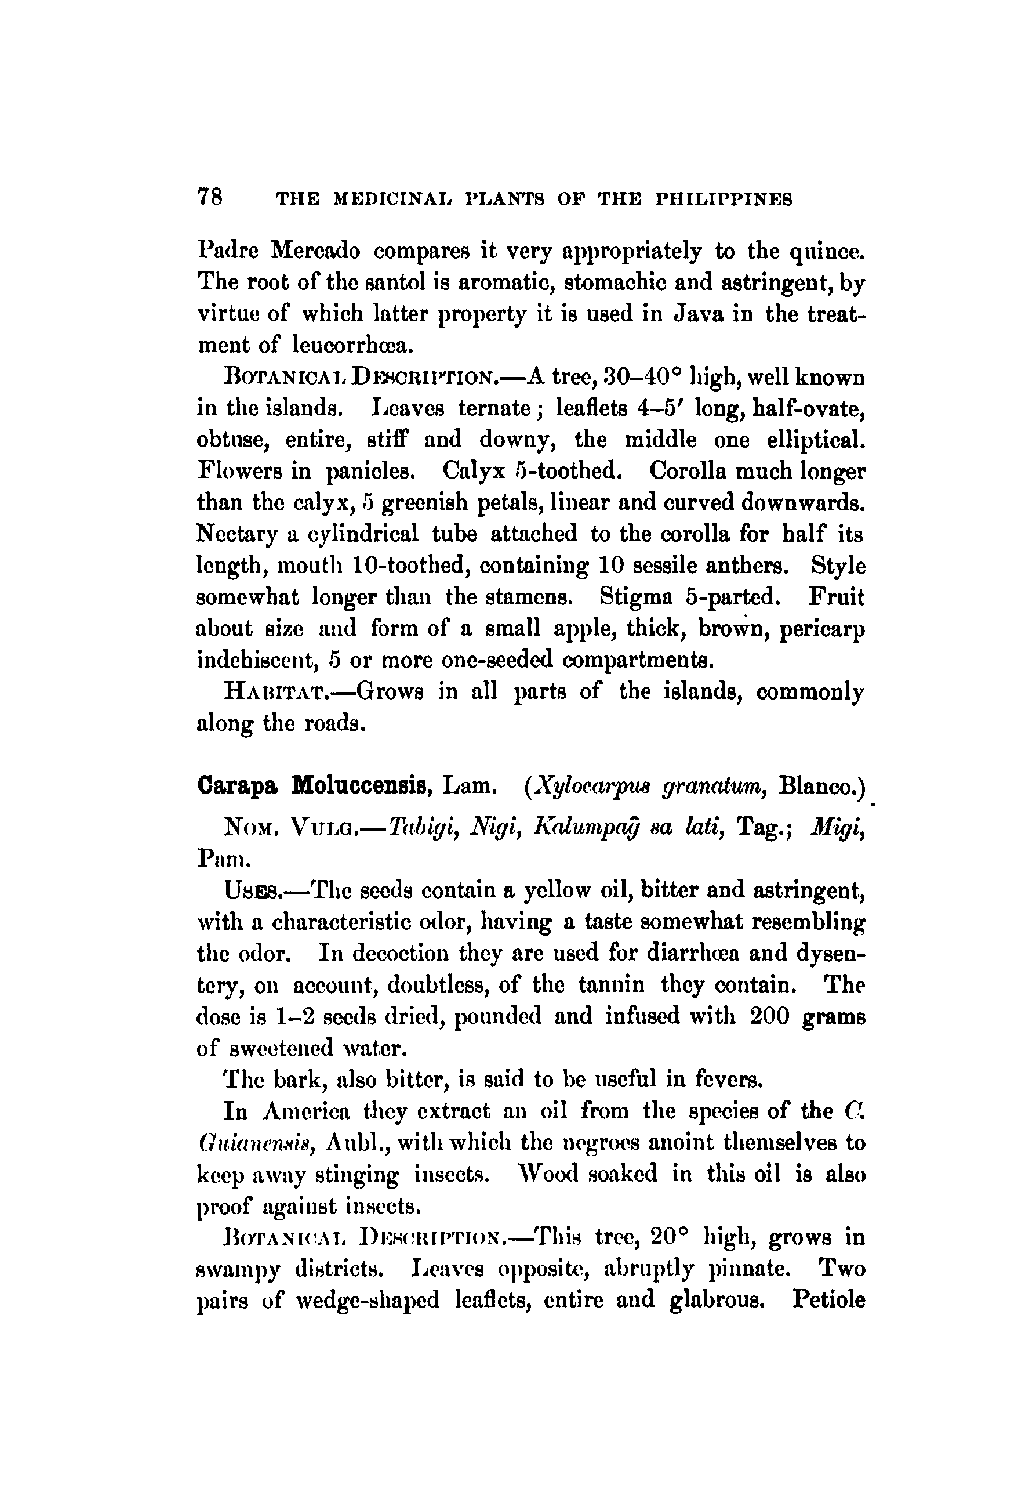 78 THE MEDICINAL PLANTS OF THE PHILIPPINES
Padre Mercado compares it very appropriately to the quince.
The root of the santol is aromatic, stomachic and astringent, by
virtue of which latter property it is used in Java in the treat-
ment of leucorrhœa.
BOTANICAL DESCRIPTION.—A tree, 30–40° high, well known
in the islands. Leaves ternate; leaflets 4–5′ long, half-ovate,
obtuse, entire, stiff and downy, the middle one elliptical.
Flowers in panicles. Calyx 5-toothed. Corolla much longer
than the calyx, 5 greenish petals, linear and curved downwards.
Nectary a cylindrical tube attached to the corolla for half its
length, mouth 10-toothed, containing 10 sessile anthers. Style
somewhat longer than the stamens. Stigma 5-parted. Fruit
about size and form of a small apple, thick, brown, pericarp
indehiscent, 5 or more one-seeded compartments.
HABITAT.—Grows in all parts of the islands, commonly
along the roads.
Carapa Moluccensis, Lam. (Xylocarpus granatum, Blanco.)
NOM. VULG.—Tabigi, Nigi, Kalumpag̃ sa lati, Tag.; Migi,
Pam.
USES.—The seeds contain a yellow oil, bitter and astringent,
with a characteristic odor, having a taste somewhat resembling
the odor. In decoction they are used for diarrhœa and dysen-
tery, on account, doubtless, of the tannin they contain. The
dose is 1–2 seeds dried, pounded and infused with 200 grams
of sweetened water.
The bark, also bitter, is said to be useful in fevers.
In America they extract an oil from the species of the C.
Guianensis, Aubl., with which the negroes anoint themselves to
keep away stinging insects. Wood soaked in this oil is also
proof against insects.
BOTANICAL DESCRIPTION.—This tree, 20° high, grows in
swampy districts. Leaves opposite, abruptly pinnate. Two
pairs of wedge-shaped leaflets, entire and glabrous. Petiole